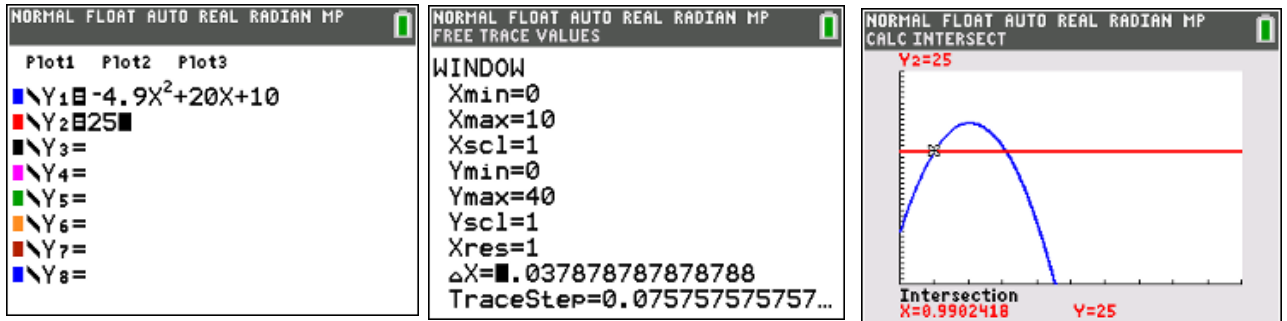 NORMAL FLOAT AUTO REAL RADIAN MP
Plot1 Plot2 Plot3
\Y1=-4.9X²+20X+10
\Y2=25
\Y3=
\Y4=
\Y5=
\Y6=
\Y7=
\Y8=
NORMAL FLOAT AUTO REAL RADIAN MP
FREE TRACE VALUES
WINDOW
Xmin=0
Xmax=10
Xscl=1
Ymin=0
Ymax=40
Yscl=1
Xres=1
△X=.037878787878788
TraceStep=0.075757575757…
NORMAL FLOAT AUTO REAL RADIAN MP
CALC INTERSECT
Y2=25
Intersection
X=0.9902418 Y=25